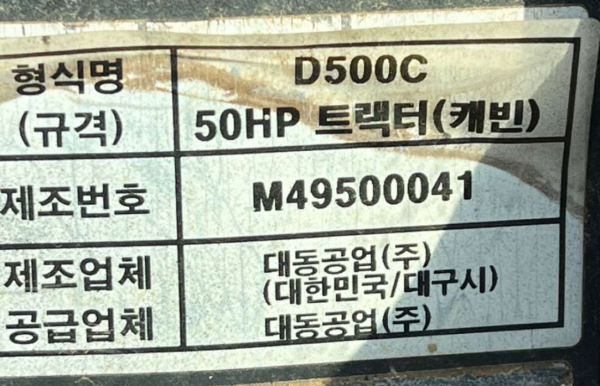 형식명 D500C
(규격) 50HP 트랙터(캐빈)
제조번호 M49500041
제조업체 대동공업(주)
(대한민국/대구시)
공급업체 대동공업(주)